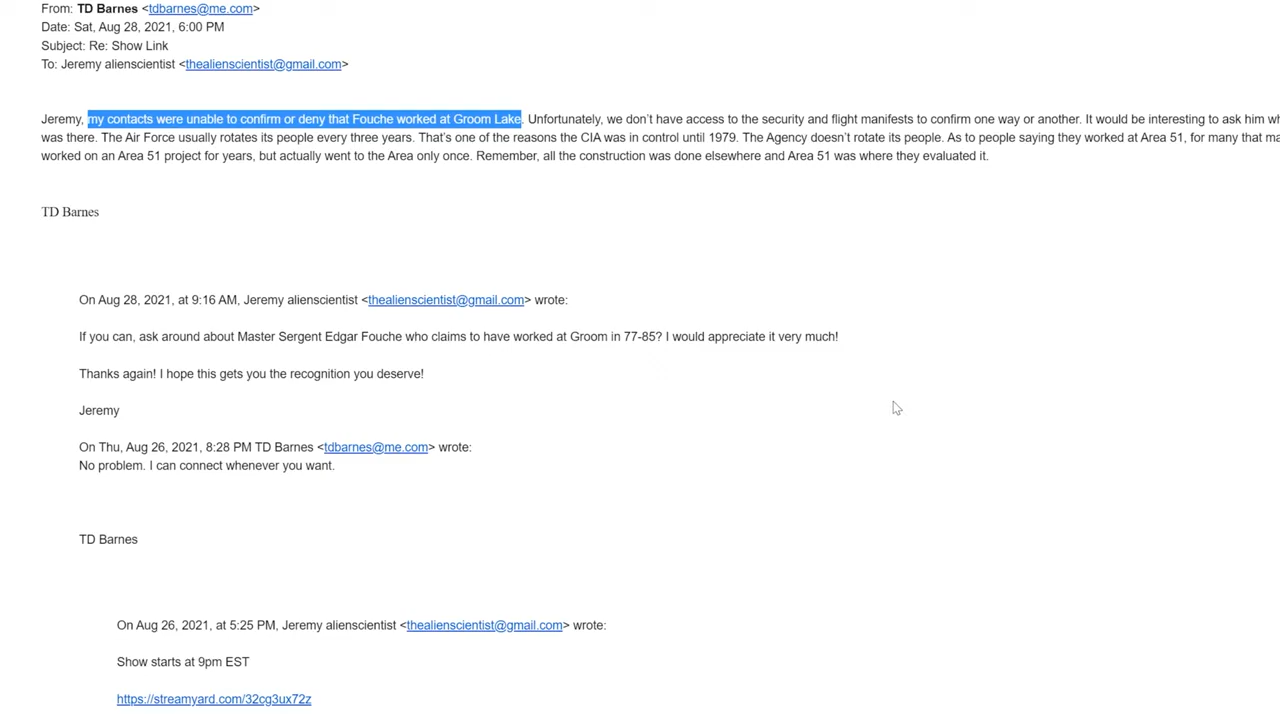 From: TD Barnes <tdbarnes@me.com>
Date: Sat, Aug 28, 2021, 6:00 PM
Subject: Re: Show Link
To: Jeremy alienscientist <thealienscientist@gmail.com>
Jeremy, my contacts were unable to confirm or deny that Fouche worked at Groom Lake. Unfortunately, we don't have access to the security and flight manifests to confirm one way or another. It would be interesting to ask him
was there. The Air Force usually rotates its people every three years. That's one of the reasons the CIA was in control until 1979. The Agency doesn't rotate its people. As to people saying they worked at Area 51, for many that
worked on an Area 51 project for years, but actually went to the Area only once. Remember, all the construction was done elsewhere and Area 51 was where they evaluated it.
TD Barnes
On Aug 28, 2021, at 9:16 AM, Jeremy alienscientist <thealienscientist@gmail.com> wrote:
If you can, ask around about Master Sergent Edgar Fouche who claims to have worked at Groom in 77-85? I would appreciate it very much!
Thanks again! I hope this gets you the recognition you deserve!
Jeremy
On Thu, Aug 26, 2021, 8:28 PM TD Barnes <tdbarnes@me.com> wrote:
No problem. I can connect whenever you want.
TD Barnes
On Aug 26, 2021, at 5:25 PM, Jeremy alienscientist <thealienscientist@gmail.com> wrote:
Show starts at 9pm EST
https://streamyard.com/32cg3ux72z